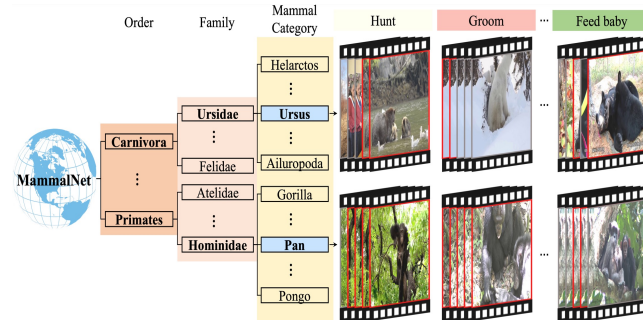 Order
Family
Mammal
Category
Hunt
Groom
...
Feed baby
Helarctos
Ursidae
Ursus
Carnivora
Felidae
Ailuropoda
MammalNet
Atelidae
Gorilla
Primates
Hominidae
Pan
Pongo